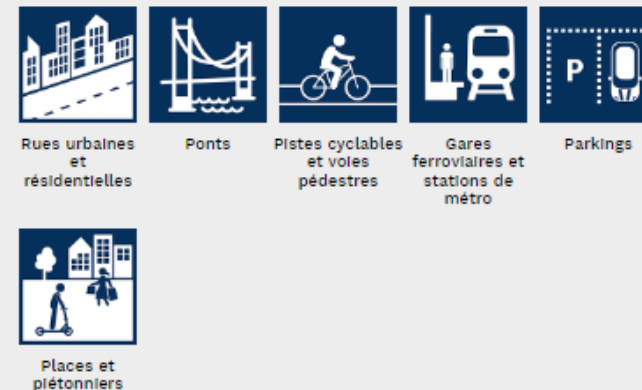 P
Rues urbaines
et
résidentielles
Ponts
Pistes cyclables
et voies
pédestres
Gares
ferroviaires et
stations de
métro
Parkings
Places et
piétonniers